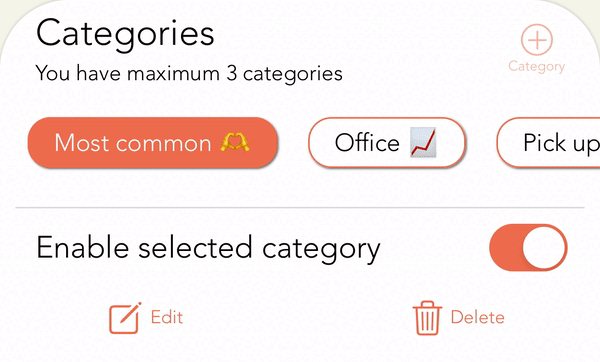 Categories
You have maximum 3 categories
Category
Most common 🫶
Office 📈
Pick up
Enable selected category
Edit
Delete